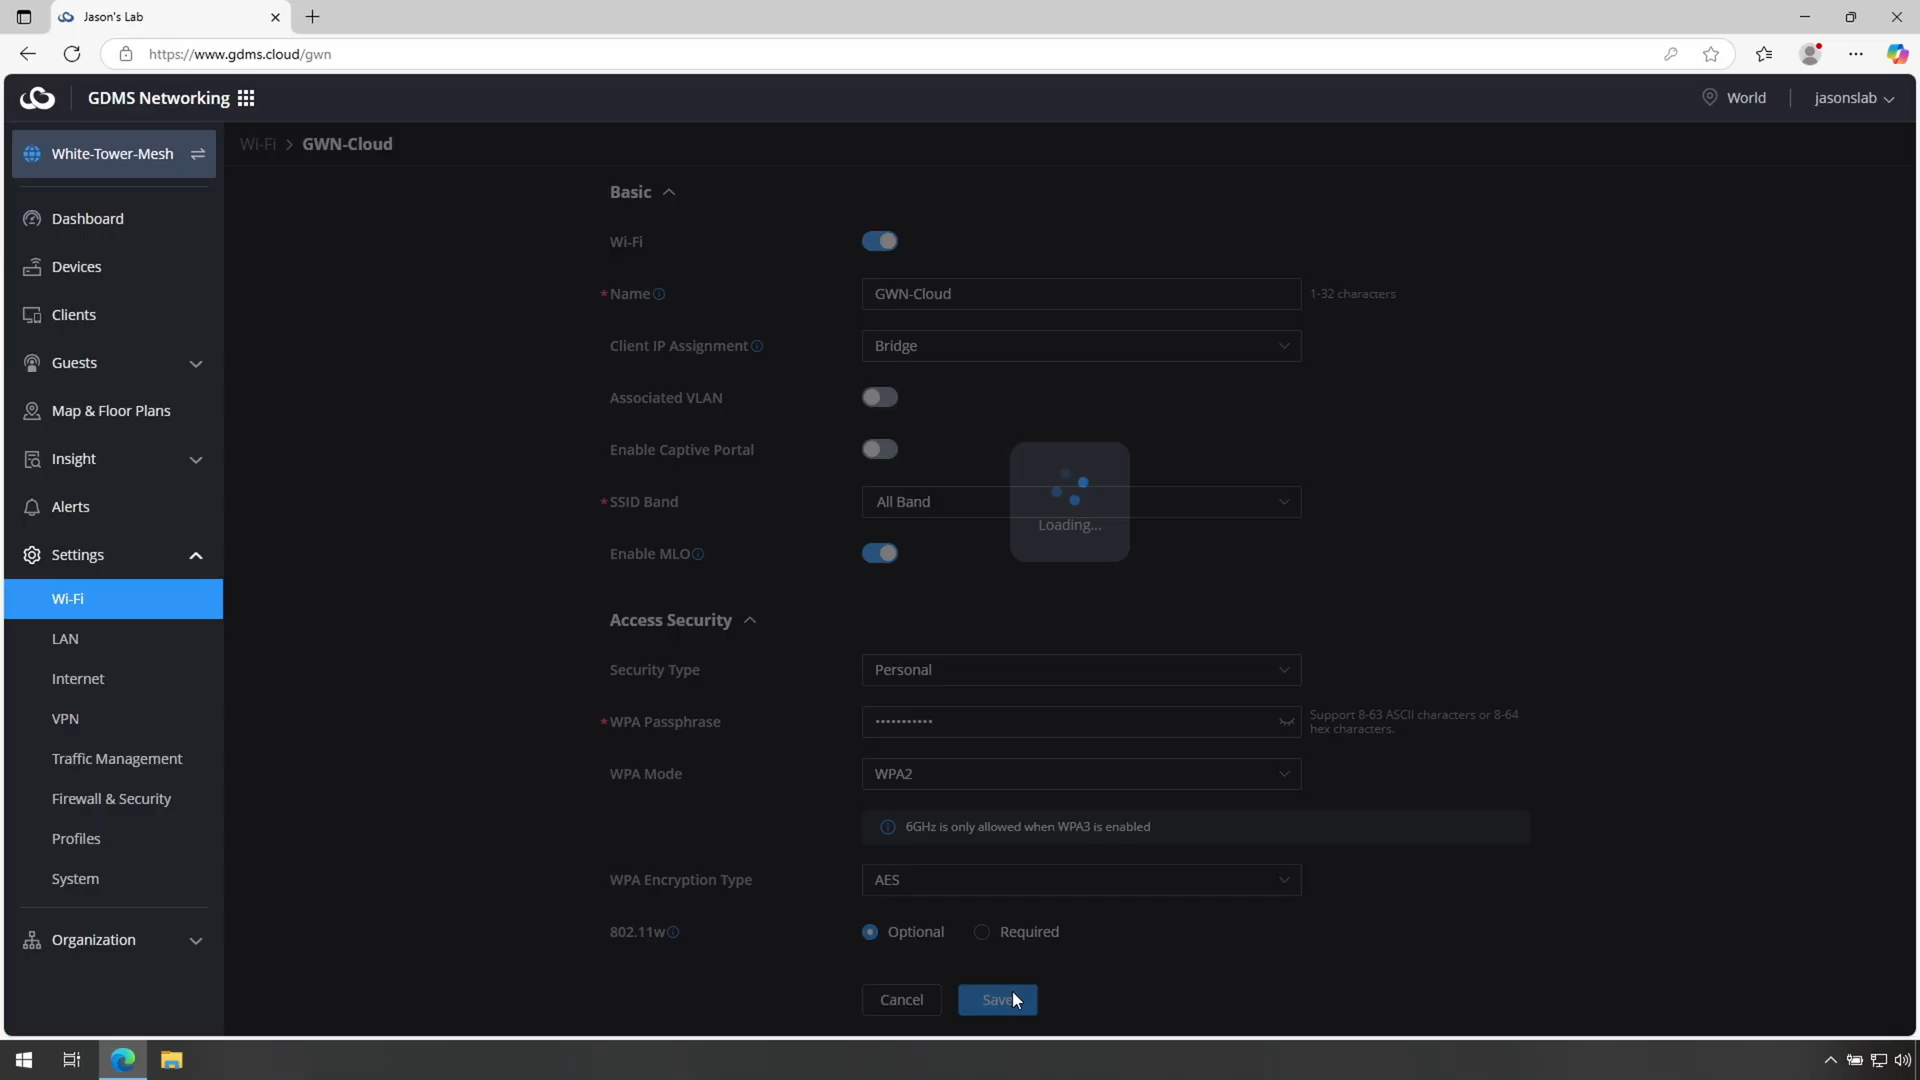 Jason's Lab
https://www.gdms.cloud/gwn
GDMS Networking
World
jasonslab
White-Tower-Mesh
Wi-Fi > GWN-Cloud
Dashboard
Devices
Clients
Guests
Map & Floor Plans
Insight
Alerts
Settings
Wi-Fi
LAN
Internet
VPN
Traffic Management
Firewall & Security
Profiles
System
Organization
Basic
Wi-Fi
*Name
GWN-Cloud
1-32 characters
Client IP Assignment
Bridge
Associated VLAN
Enable Captive Portal
*SSID Band
All Band
Loading...
Enable MLO
Access Security
Security Type
Personal
*WPA Passphrase
•••••••••••
Support 8-63 ASCII characters or 8-64
hex characters.
WPA Mode
WPA2
6GHz is only allowed when WPA3 is enabled
WPA Encryption Type
AES
802.11w
Optional
Required
Cancel
Save